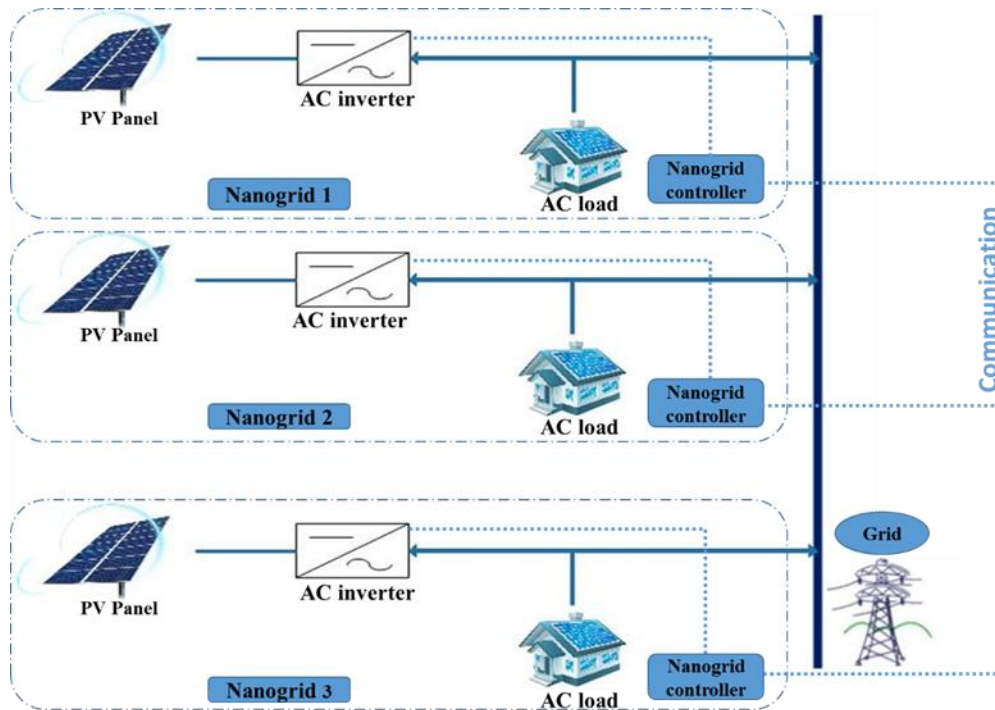 AC inverter
PV Panel
Nanogrid 1
AC load
Nanogrid
controller
AC inverter
PV Panel
Nanogrid 2
AC load
Nanogrid
controller
Communication
Grid
AC inverter
PV Panel
Nanogrid 3
AC load
Nanogrid
controller